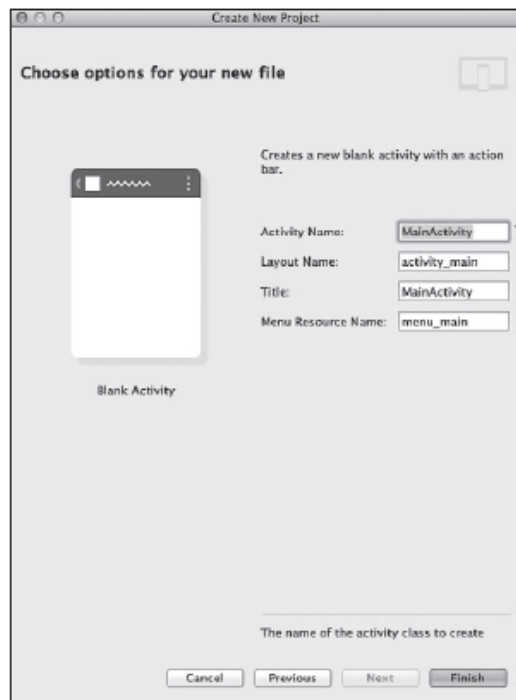 Create New Project
Choose options for your new file
Creates a new blank activity with an action
bar.
Activity Name: MainActivity
Layout Name: activity_main
Title: MainActivity
Menu Resource Name: menu_main
Blank Activity
The name of the activity class to create
Cancel Previous Next Finish